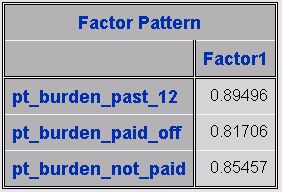 Factor Pattern
Factor1
pt_burden_past_12 0.89496
pt_burden_paid_off 0.81706
pt_burden_not_paid 0.85457